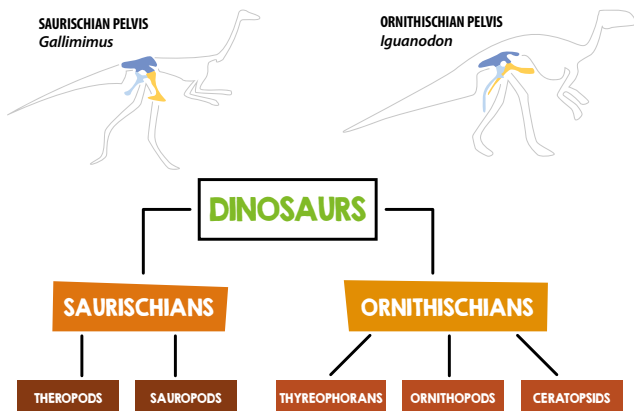 SAURISCHIAN PELVIS
Gallimimus
ORNITHISCHIAN PELVIS
Iguanodon
DINOSAURS
SAURISCHIANS
ORNITHISCHIANS
THEROPODS
SAUROPODS
THYREOPHORANS
ORNITHOPODS
CERATOPSIDS